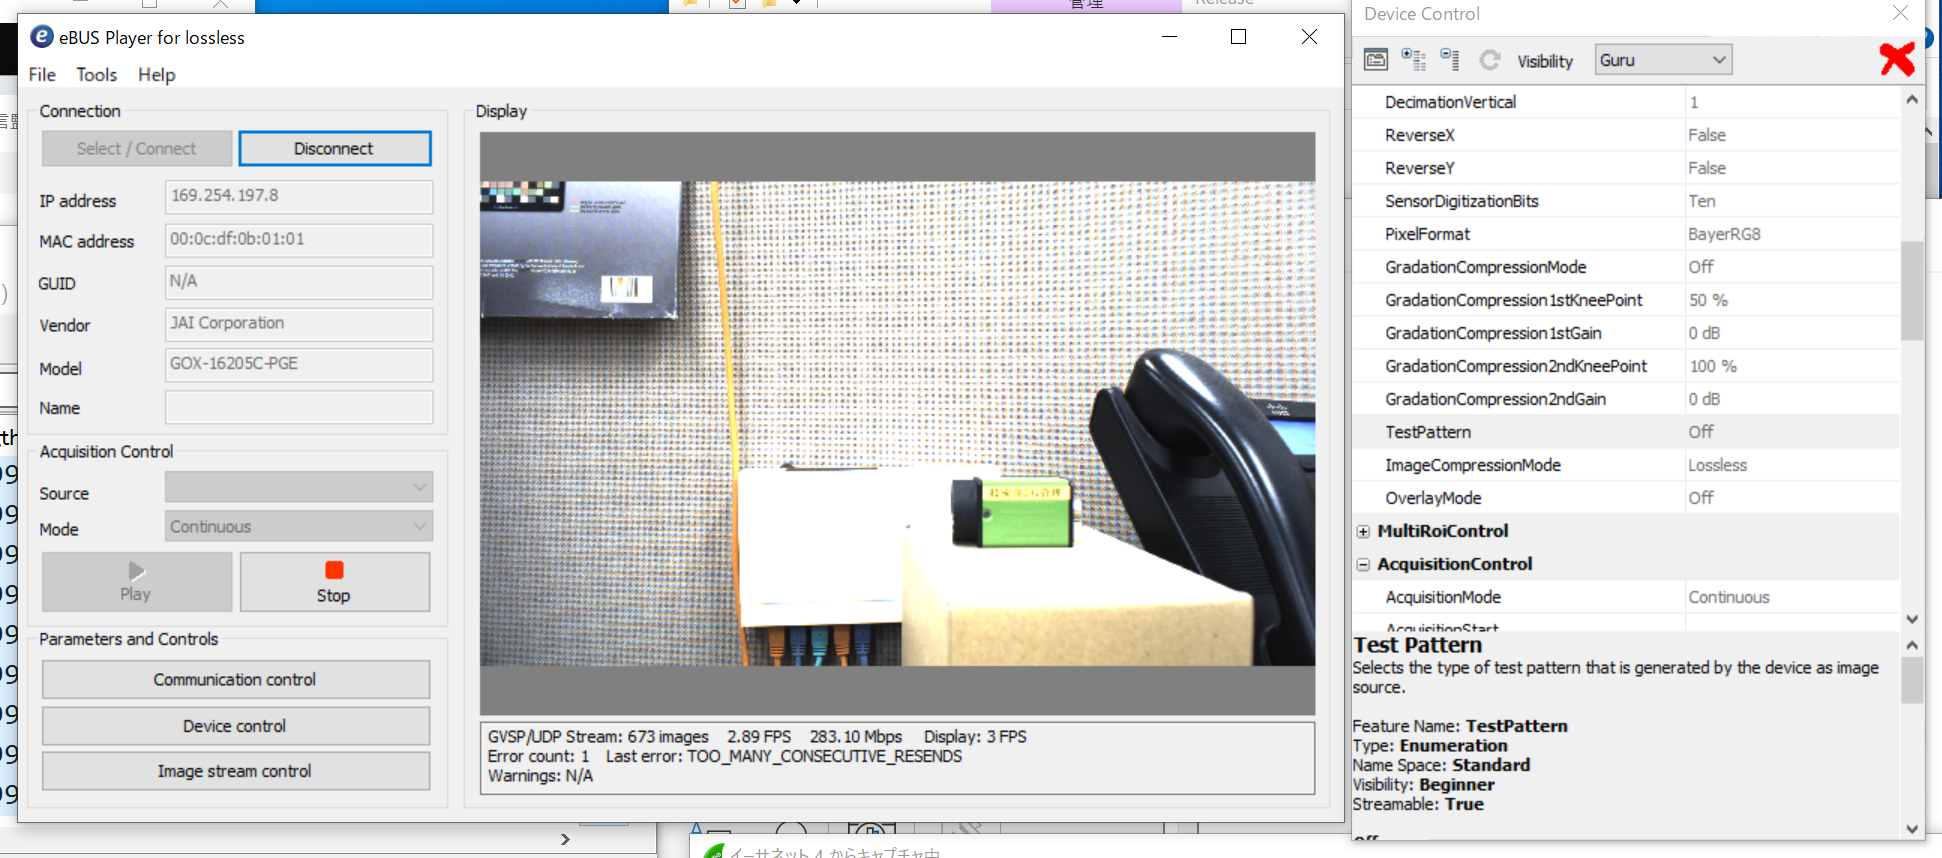 管理
Release
eBUS Player for lossless
File Tools Help
Connection
Select / Connect
Disconnect
IP address
169.254.197.8
MAC address
00:0c:df:0b:01:01
GUID
N/A
Vendor
JAI Corporation
Model
GOX-16205C-PGE
Name
Acquisition Control
Source
Mode
Continuous
Play
Stop
Parameters and Controls
Communication control
Device control
Image stream control
Display
GVSP/UDP Stream: 673 images 2.89 FPS 283.10 Mbps Display: 3 FPS
Error count: 1 Last error: TOO_MANY_CONSECUTIVE_RESENDS
Warnings: N/A
Device Control
Visibility
Guru
DecimationVertical 1
ReverseX False
ReverseY False
SensorDigitizationBits Ten
PixelFormat BayerRG8
GradationCompressionMode Off
GradationCompression1stKneePoint 50 %
GradationCompression1stGain 0 dB
GradationCompression2ndKneePoint 100 %
GradationCompression2ndGain 0 dB
TestPattern Off
ImageCompressionMode Lossless
OverlayMode Off
MultiRoiControl
AcquisitionControl
AcquisitionMode Continuous
AcquisitionStart
Test Pattern
Selects the type of test pattern that is generated by the device as image
source.
Feature Name: TestPattern
Type: Enumeration
Name Space: Standard
Visibility: Beginner
Streamable: True
Off
イーサネット 4 からキャプチャ中